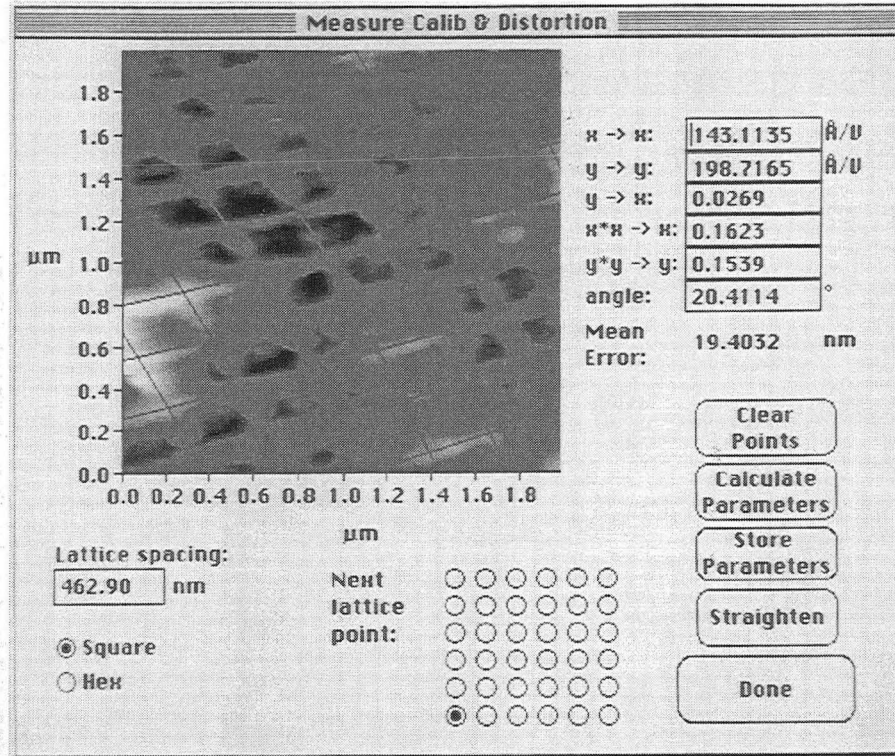 Measure Calib & Distortion
1.8
1.6
1.4
1.2
µm 1.0
0.8
0.6
0.4
0.2
0.0
0.0 0.2 0.4 0.6 0.8 1.0 1.2 1.4 1.6 1.8
µm
x -> x: 143.1135 Å/V
y -> y: 198.7165 Å/V
y -> x: 0.0269
x*x -> x: 0.1623
y*y -> y: 0.1539
angle: 20.4114 °
Mean
Error: 19.4032 nm
Clear
Points
Calculate
Parameters
Store
Parameters
Straighten
Done
Lattice spacing:
462.90 nm
Square
Hex
Next
lattice
point: